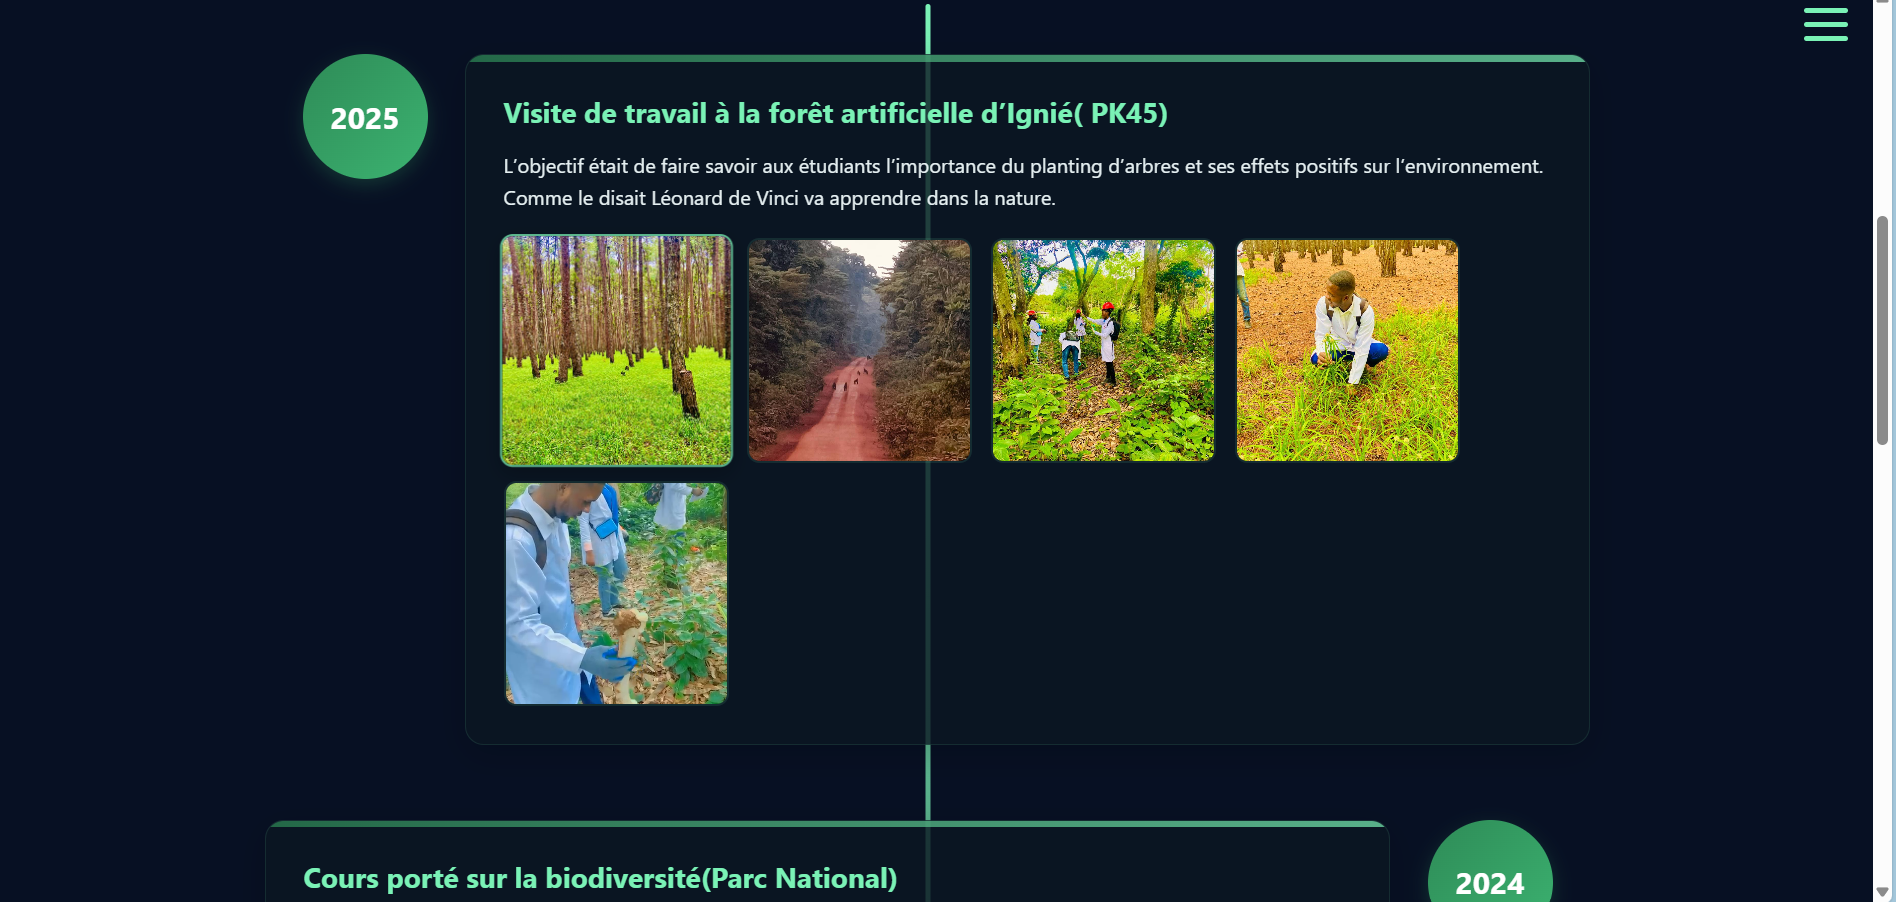 2025
Visite de travail à la forêt artificielle d’Ignié( PK45)
L’objectif était de faire savoir aux étudiants l’importance du planting d’arbres et ses effets positifs sur l’environnement.
Comme le disait Léonard de Vinci va apprendre dans la nature.
Cours porté sur la biodiversité(Parc National)
2024